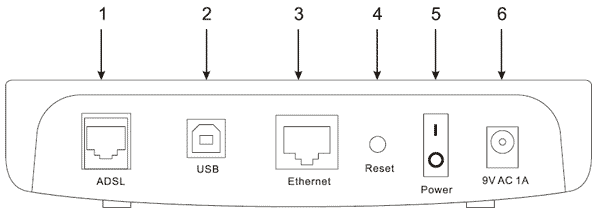 1 2 3 4 5 6
ADSL
USB
Ethernet
Reset
Power
9V AC 1A